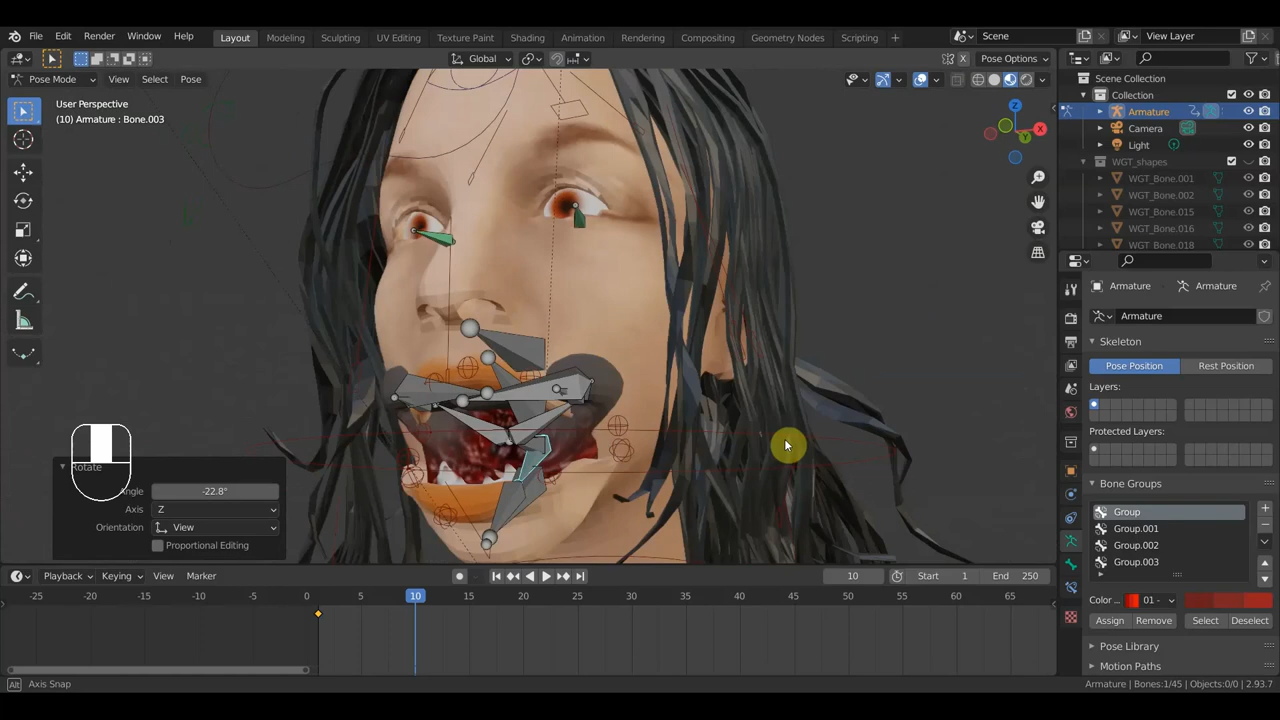 File Edit Render Window Help Layout Modeling Sculpting UV Editing Texture Paint Shading Animation Rendering Compositing Geometry Nodes Scripting + Scene View Layer
Global X Pose Options
Pose Mode View Select Pose
User Perspective
(10) Armature : Bone.003
Z
X
Y
Scene Collection
Collection
Armature
Camera
Light
WGT_shapes
WGT_Bone.001
WGT_Bone.002
WGT_Bone.015
WGT_Bone.016
WGT_Bone.018
Armature Armature
Armature
Skeleton
Pose Position Rest Position
Layers:
Protected Layers:
Bone Groups
Group
Group.001
Group.002
Group.003
Color ... 01 -
Assign Remove Select Deselect
Pose Library
Motion Paths
Rotate
Angle -22.8°
Axis Z
Orientation View
Proportional Editing
Playback Keying View Marker 10 Start 1 End 250
-25 -20 -15 -10 -5 0 5 10 15 20 25 30 35 40 45 50 55 60 65
Alt Axis Snap Armature | Bones:1/45 | Objects:0/0 | 2.93.7